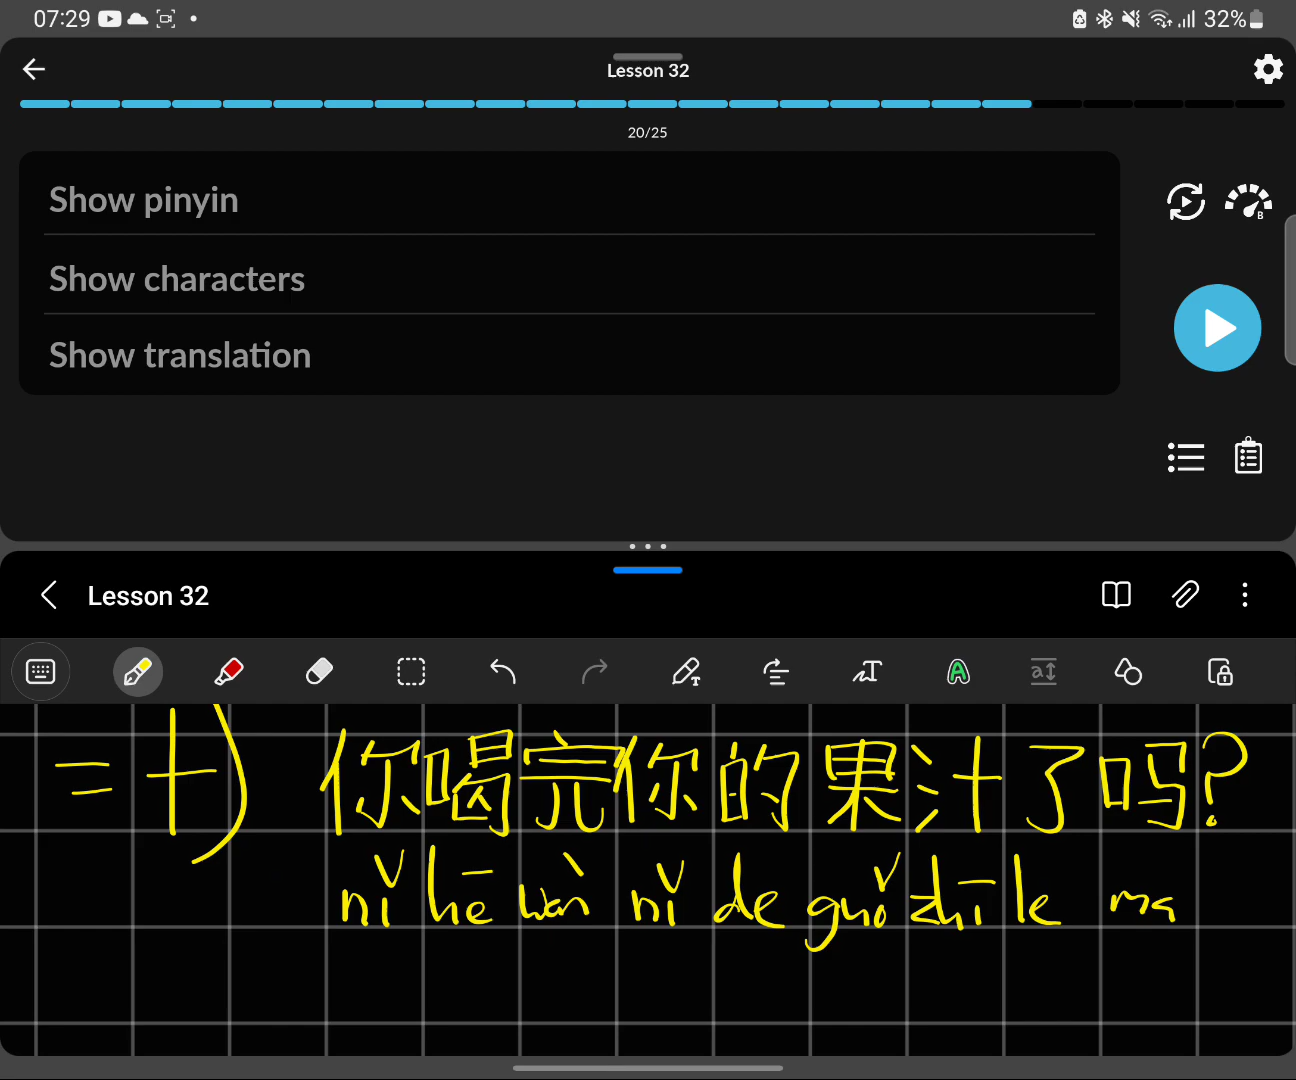 07:29 32%
Lesson 32
20/25
Show pinyin
Show characters
Show translation
B
Lesson 32
二十) 你喝完你的果汁了吗?
nǐ hē wàn nǐ de guǒ zhī le ma